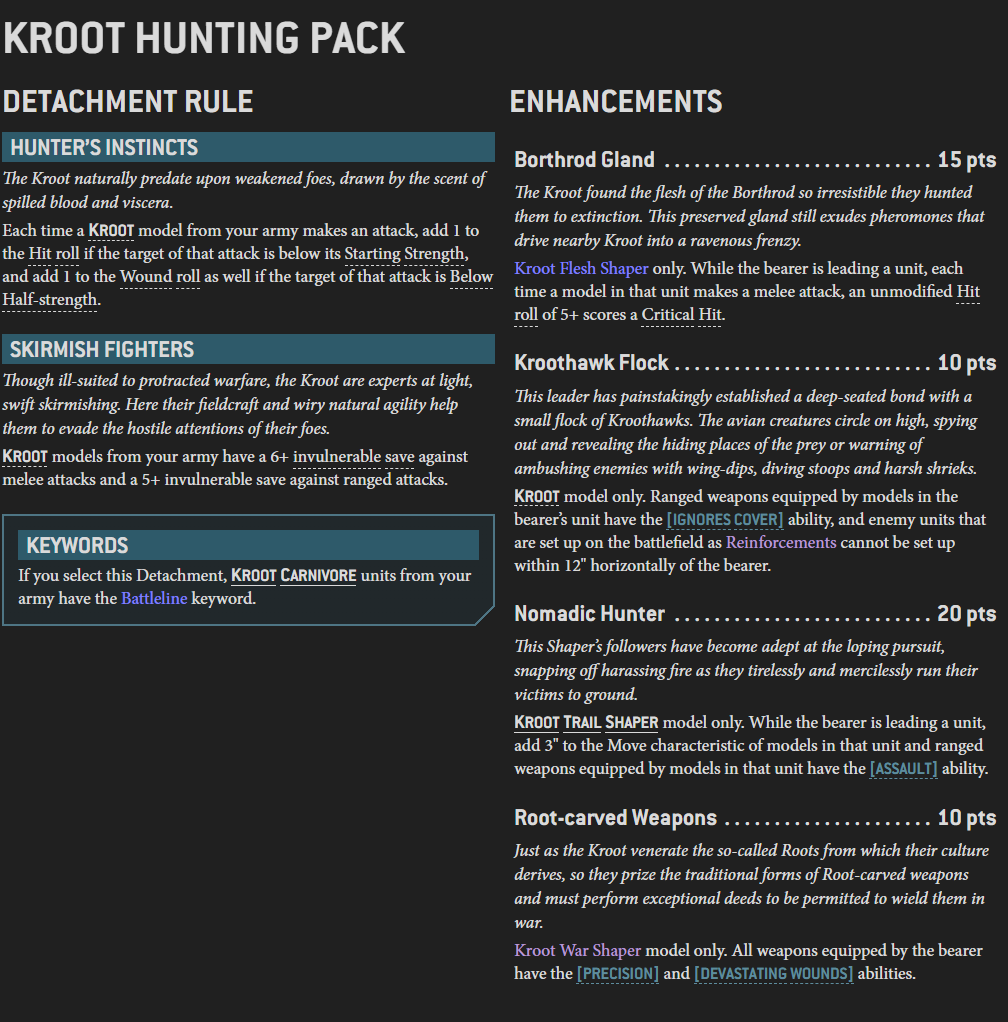 KROOT HUNTING PACK
DETACHMENT RULE
HUNTER'S INSTINCTS
The Kroot naturally predate upon weakened foes, drawn by the scent of
spilled blood and viscera.
Each time a KROOT model from your army makes an attack, add 1 to
the Hit roll if the target of that attack is below its Starting Strength,
and add 1 to the Wound roll as well if the target of that attack is Below
Half-strength.
SKIRMISH FIGHTERS
Though ill-suited to protracted warfare, the Kroot are experts at light,
swift skirmishing. Here their fieldcraft and wiry natural agility help
them to evade the hostile attentions of their foes.
KROOT models from your army have a 6+ invulnerable save against
melee attacks and a 5+ invulnerable save against ranged attacks.
KEYWORDS
If you select this Detachment, KROOT CARNIVORE units from your
army have the Battleline keyword.
ENHANCEMENTS
Borthrod Gland ........................... 15 pts
The Kroot found the flesh of the Borthrod so irresistible they hunted
them to extinction. This preserved gland still exudes pheromones that
drive nearby Kroot into a ravenous frenzy.
Kroot Flesh Shaper only. While the bearer is leading a unit, each
time a model in that unit makes a melee attack, an unmodified Hit
roll of 5+ scores a Critical Hit.
Kroothawk Flock .......................... 10 pts
This leader has painstakingly established a deep-seated bond with a
small flock of Kroothawks. The avian creatures circle on high, spying
out and revealing the hiding places of the prey or warning of
ambushing enemies with wing-dips, diving stoops and harsh shrieks.
KROOT model only. Ranged weapons equipped by models in the
bearer's unit have the [IGNORES COVER] ability, and enemy units that
are set up on the battlefield as Reinforcements cannot be set up
within 12" horizontally of the bearer.
Nomadic Hunter .......................... 20 pts
This Shaper's followers have become adept at the loping pursuit,
snapping off harassing fire as they tirelessly and mercilessly run their
victims to ground.
KROOT TRAIL SHAPER model only. While the bearer is leading a unit,
add 3" to the Move characteristic of models in that unit and ranged
weapons equipped by models in that unit have the [ASSAULT] ability.
Root-carved Weapons ..................... 10 pts
Just as the Kroot venerate the so-called Roots from which their culture
derives, so they prize the traditional forms of Root-carved weapons
and must perform exceptional deeds to be permitted to wield them in
war.
Kroot War Shaper model only. All weapons equipped by the bearer
have the [PRECISION] and [DEVASTATING WOUNDS] abilities.